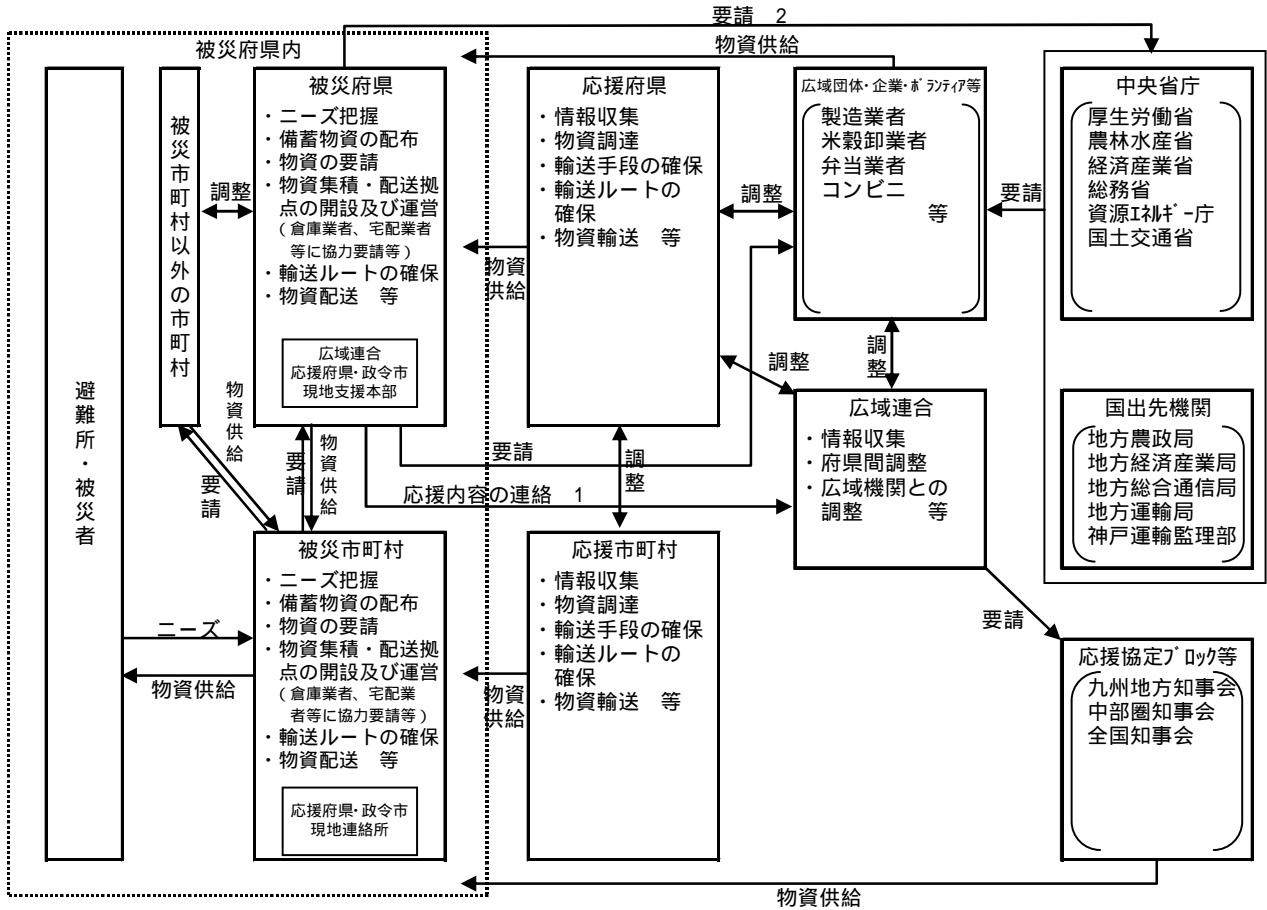 要請 2
物資供給
被災府県内
避難所・被災者
被災市町村以外の市町村
調整
被災府県
・ニーズ把握
・備蓄物資の配布
・物資の要請
・物資集積・配送拠
点の開設及び運営
(倉庫業者、宅配業者
等に協力要請等)
・輸送ルートの確保
・物資配送 等
広域連合
応援府県・政令市
現地支援本部
物資供給
要請
要請
物資供給
被災市町村
・ニーズ把握
・備蓄物資の配布
・物資の要請
・物資集積・配送拠
点の開設及び運営
(倉庫業者、宅配業
者等に協力要請等)
・輸送ルートの確保
・物資配送 等
応援府県・政令市
現地連絡所
ニーズ
物資供給
応援府県
・情報収集
・物資調達
・輸送手段の確保
・輸送ルートの
確保
・物資輸送 等
物資
供給
調整
要請
応援内容の連絡 1
調整
応援市町村
・情報収集
・物資調達
・輸送手段の確保
・輸送ルートの
確保
・物資輸送 等
物資
供給
広域団体・企業・ボランティア等
製造業者
米穀卸業者
弁当業者
コンビニ
等
要請
調整
調整
広域連合
・情報収集
・府県間調整
・広域機関との
調整 等
要請
中央省庁
厚生労働省
農林水産省
経済産業省
総務省
資源エネルギー庁
国土交通省
国出先機関
地方農政局
地方経済産業局
地方総合通信局
地方運輸局
神戸運輸監理部
応援協定ブロック等
九州地方知事会
中部圏知事会
全国知事会
物資供給